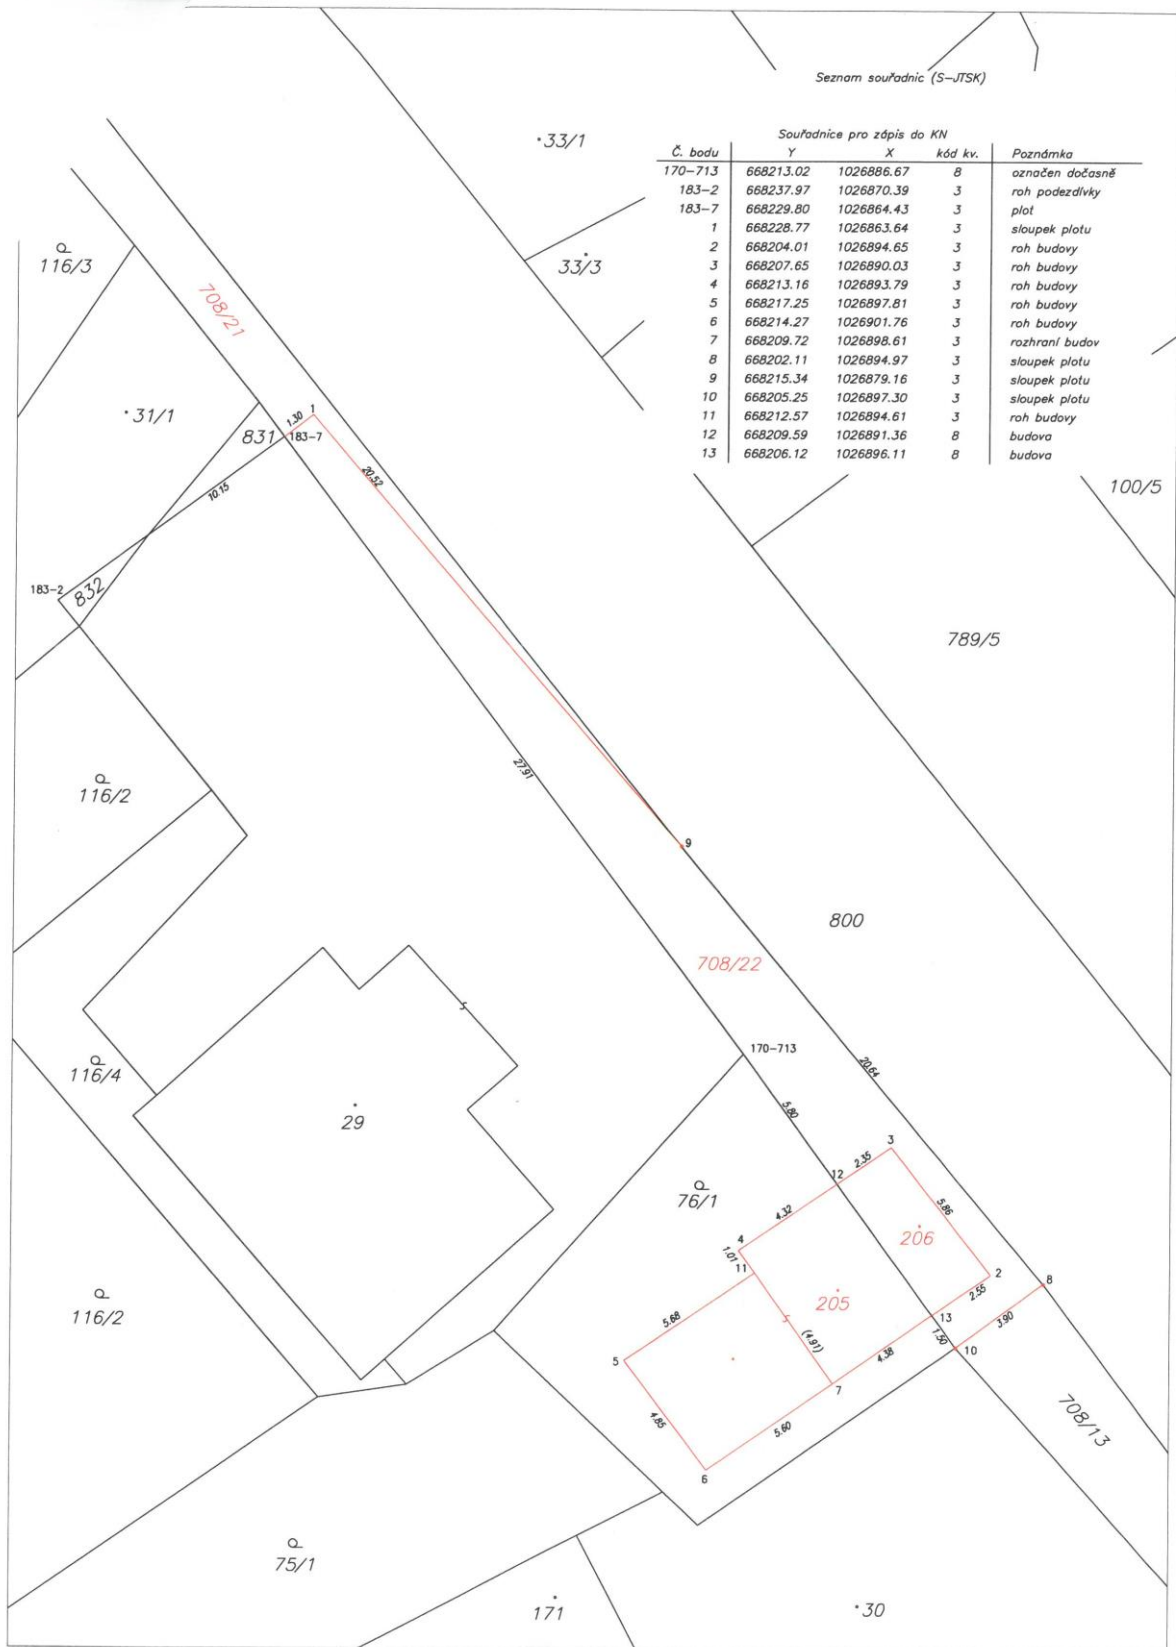 Seznam souřadnic (S-JTSK)
Souřadnice pro zápis do KN
Č. bodu Y X kód kv. Poznámka
170-713 668213.02 1026886.67 8 označen dočasně
183-2 668237.97 1026870.39 3 roh podezdívky
183-7 668229.80 1026864.43 3 plot
1 668228.77 1026863.64 3 sloupek plotu
2 668204.01 1026894.65 3 roh budovy
3 668207.65 1026890.03 3 roh budovy
4 668213.16 1026893.79 3 roh budovy
5 668217.25 1026897.81 3 roh budovy
6 668214.27 1026901.76 3 roh budovy
7 668209.72 1026898.61 3 rozhraní budov
8 668202.11 1026894.97 3 sloupek plotu
9 668215.34 1026879.16 3 sloupek plotu
10 668205.25 1026897.30 3 sloupek plotu
11 668212.57 1026894.61 3 roh budovy
12 668209.59 1026891.36 8 budova
13 668206.12 1026896.11 8 budova
33/1
116/3
33/3
708/21
31/1
1.30
1
831
183-7
20.52
10.15
100/5
183-2
832
789/5
116/2
27.91
9
800
708/22
170-713
116/4
20.64
29
5.80
3
2.35
12
76/1
4.32
5.86
4
206
1.01
11
2
8
116/2
205
2.55
5.68
13
3.90
(4.91)
1.50
10
5
4.38
7
4.85
5.60
708/13
6
75/1
171
30